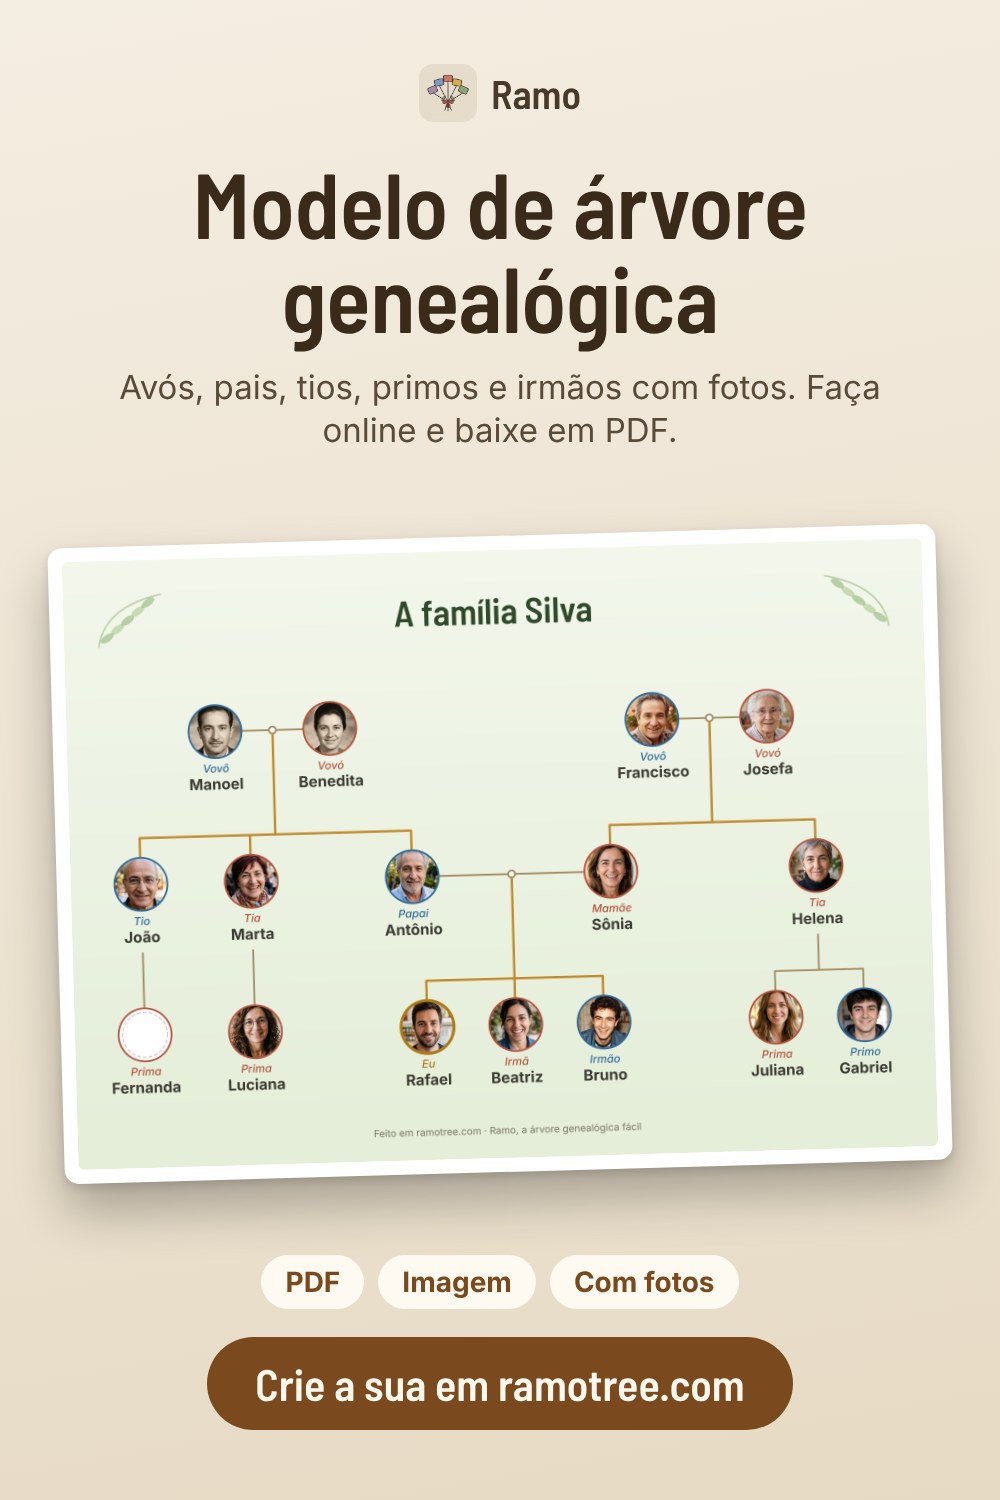 Ramo
Modelo de árvore
genealógica
Avós, pais, tios, primos e irmãos com fotos. Faça
online e baixe em PDF.
A família Silva
Vovô
Manoel
Vovó
Benedita
Vovô
Francisco
Vovó
Josefa
Tio
João
Tia
Marta
Papai
Antônio
Mamãe
Sônia
Tia
Helena
Prima
Fernanda
Prima
Luciana
Eu
Rafael
Irmã
Beatriz
Irmão
Bruno
Prima
Juliana
Primo
Gabriel
Feito em ramotree.com · Ramo, a árvore genealógica fácil
PDF
Imagem
Com fotos
Crie a sua em ramotree.com